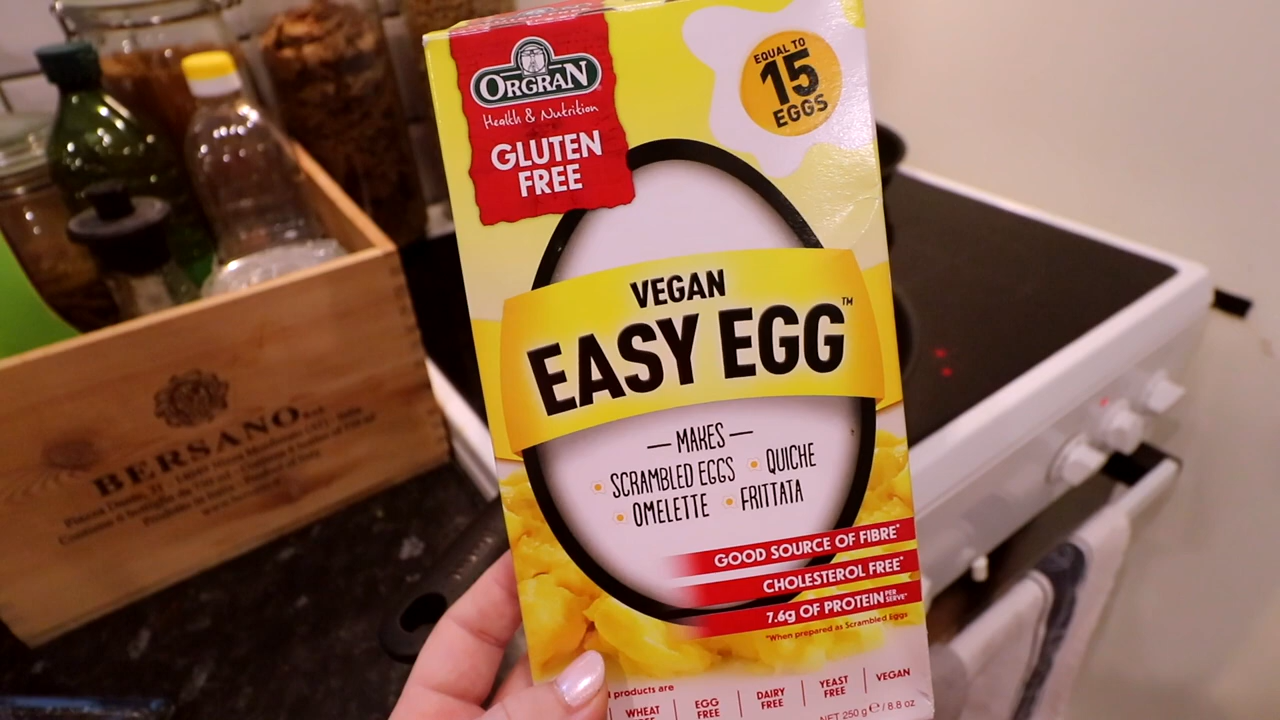 ORGRAN
Health & Nutrition
GLUTEN
FREE
EQUAL TO
15
EGGS
VEGAN
EASY EGG™
— MAKES —
SCRAMBLED EGGS • QUICHE
OMELETTE • FRITTATA
GOOD SOURCE OF FIBRE*
CHOLESTEROL FREE*
7.6g OF PROTEIN PER SERVE*
*When prepared as Scrambled Eggs
products are
WHEAT
EGG
FREE
DAIRY
FREE
YEAST
FREE
VEGAN
NET 250 g ℮ / 8.8 oz
BERSANO